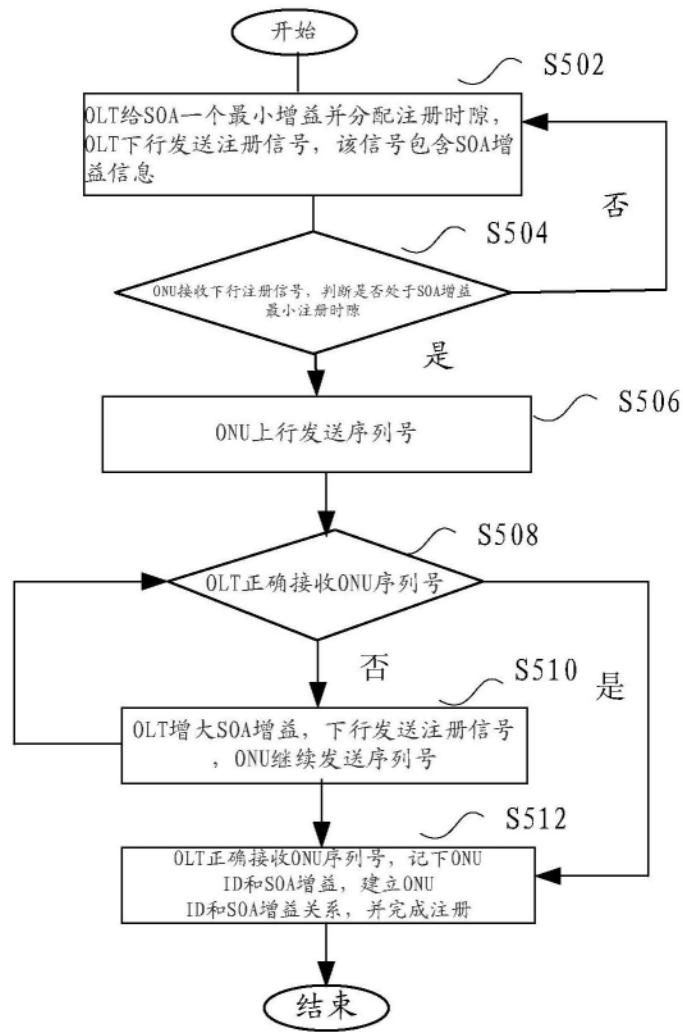 开始
S502
OLT给SOA一个最小增益并分配注册时隙，
OLT下行发送注册信号，该信号包含SOA增
益信息
否
S504
ONU接收下行注册信号，判断是否处于SOA增益
最小注册时隙
是
S506
ONU上行发送序列号
S508
OLT正确接收ONU序列号
否
S510
是
OLT增大SOA增益，下行发送注册信号
，ONU继续发送序列号
S512
OLT正确接收ONU序列号，记下ONU
ID和SOA增益，建立ONU
ID和SOA增益关系，并完成注册
结束